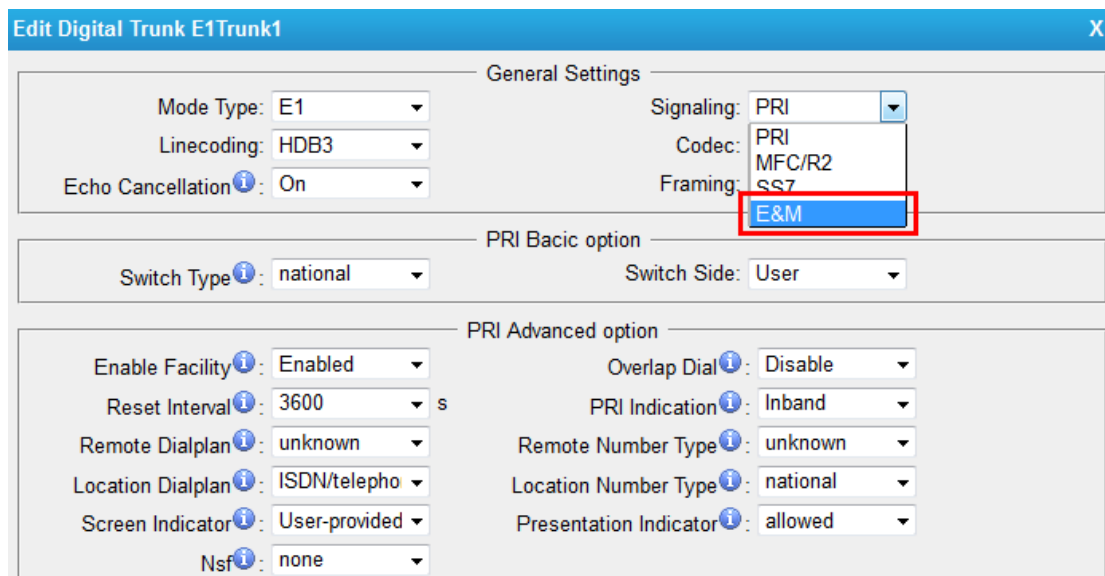 Edit Digital Trunk E1Trunk1 X
General Settings
Mode Type: E1 Signaling: PRI
PRI
MFC/R2
SS7
E&M
Linecoding: HDB3 Codec:
Echo Cancellation : On Framing:
PRI Bacic option
Switch Type : national Switch Side: User
PRI Advanced option
Enable Facility : Enabled Overlap Dial : Disable
Reset Interval : 3600 s PRI Indication : Inband
Remote Dialplan : unknown Remote Number Type : unknown
Location Dialplan : ISDN/telepho Location Number Type : national
Screen Indicator : User-provided Presentation Indicator : allowed
Nsf : none